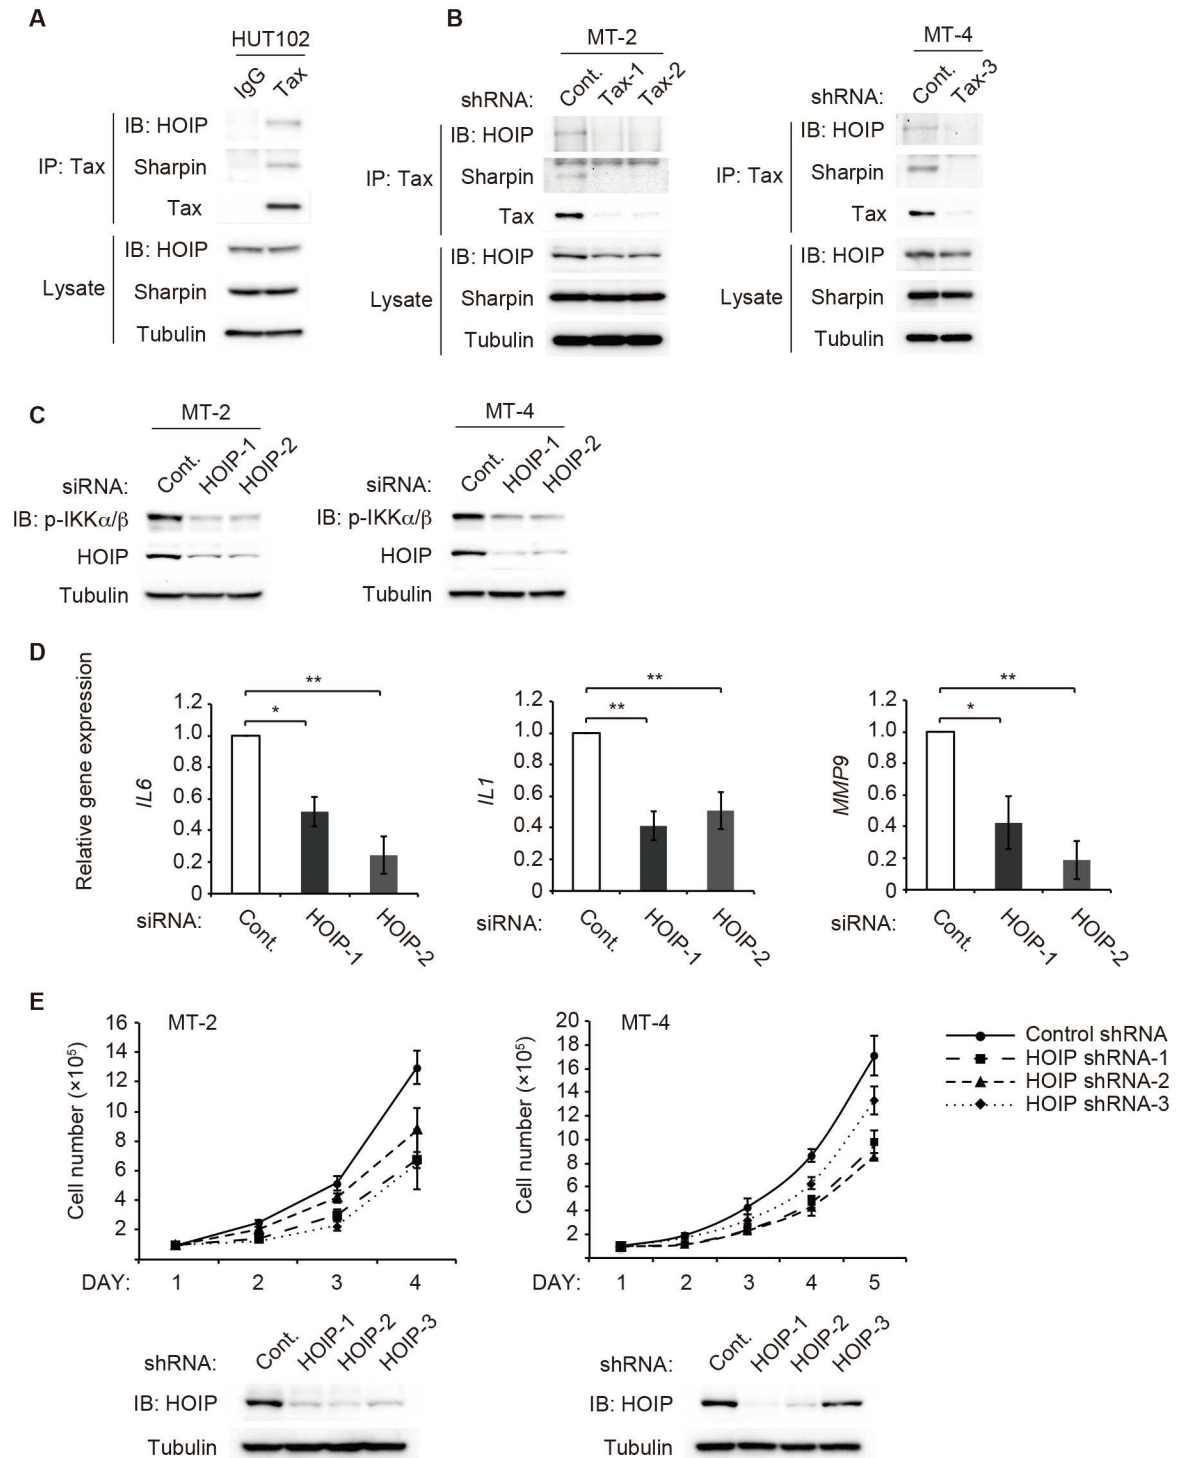 A
HUT102
IgG
Tax
IB: HOIP
IP: Tax
Sharpin
Tax
IB: HOIP
Lysate
Sharpin
Tubulin
B
MT-2
shRNA:
Cont.
Tax-1
Tax-2
IB: HOIP
IP: Tax
Sharpin
Tax
IB: HOIP
Lysate
Sharpin
Tubulin
MT-4
shRNA:
Cont.
Tax-3
IB: HOIP
IP: Tax
Sharpin
Tax
IB: HOIP
Lysate
Sharpin
Tubulin
C
MT-2
siRNA:
Cont.
HOIP-1
HOIP-2
IB: p-IKKα/β
HOIP
Tubulin
MT-4
siRNA:
Cont.
HOIP-1
HOIP-2
IB: p-IKKα/β
HOIP
Tubulin
D
Relative gene expression
IL6
1.2
1.0
0.8
0.6
0.4
0.2
0
**
*
siRNA:
Cont.
HOIP-1
HOIP-2
IL1
1.2
1.0
0.8
0.6
0.4
0.2
0
**
**
siRNA:
Cont.
HOIP-1
HOIP-2
MMP9
1.2
1.0
0.8
0.6
0.4
0.2
0
**
*
siRNA:
Cont.
HOIP-1
HOIP-2
E
MT-2
Cell number (×10⁵)
16
14
12
10
8
6
4
2
DAY: 1 2 3 4
shRNA:
Cont.
HOIP-1
HOIP-2
HOIP-3
IB: HOIP
Tubulin
MT-4
Cell number (×10⁵)
20
18
16
14
12
10
8
6
4
2
DAY: 1 2 3 4 5
Control shRNA
HOIP shRNA-1
HOIP shRNA-2
HOIP shRNA-3
shRNA:
Cont.
HOIP-1
HOIP-2
HOIP-3
IB: HOIP
Tubulin